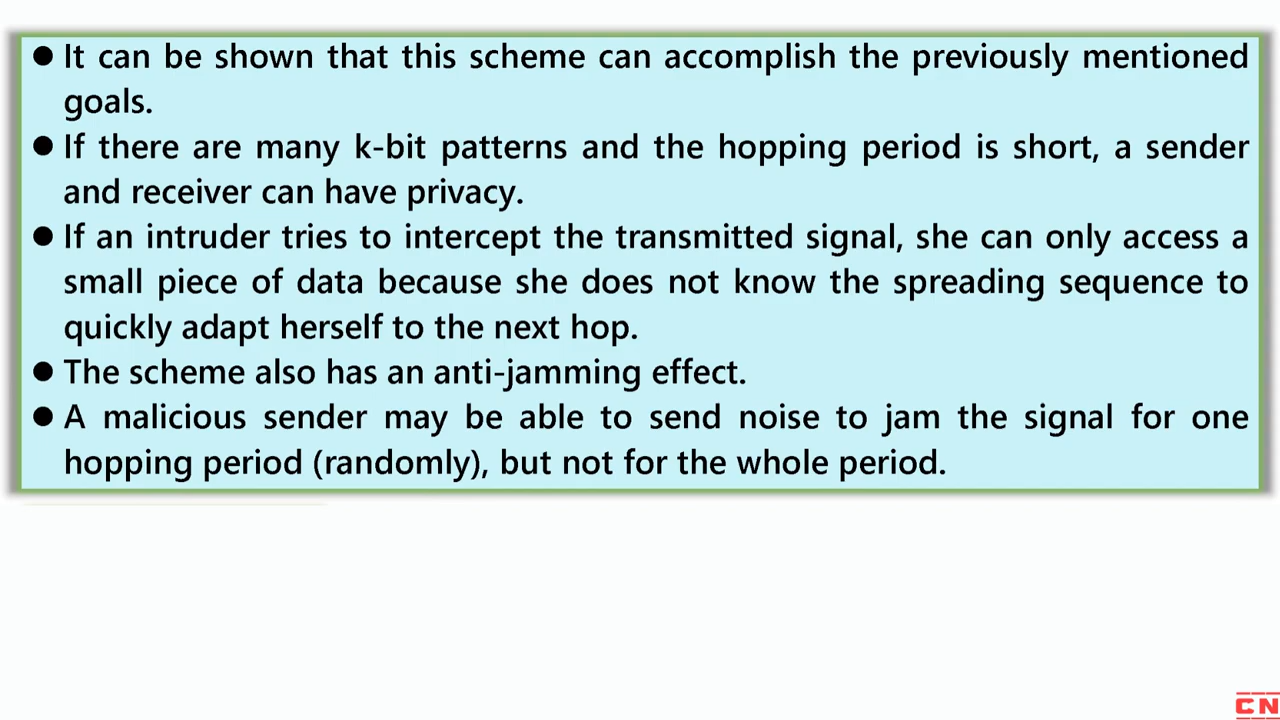 ● It can be shown that this scheme can accomplish the previously mentioned
goals.
● If there are many k-bit patterns and the hopping period is short, a sender
and receiver can have privacy.
● If an intruder tries to intercept the transmitted signal, she can only access a
small piece of data because she does not know the spreading sequence to
quickly adapt herself to the next hop.
● The scheme also has an anti-jamming effect.
● A malicious sender may be able to send noise to jam the signal for one
hopping period (randomly), but not for the whole period.
CN